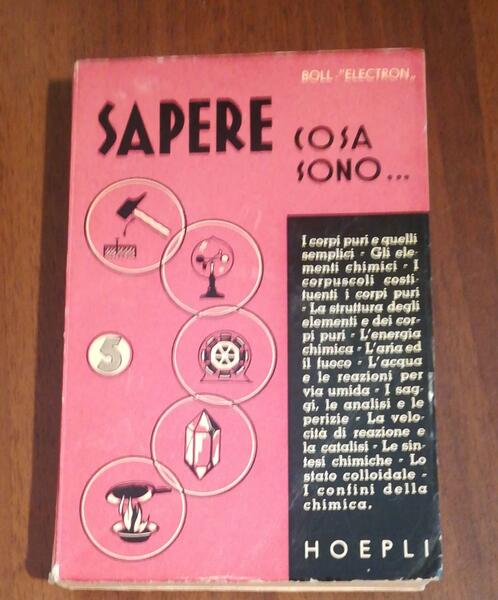 BOLL - "ELECTRON„
SAPERE COSA
SONO...
I corpi puri e quelli
semplici - Gli ele-
menti chimici - I
corpuscoli costi-
tuenti i corpi puri
- La struttura degli
elementi e dei cor-
pi puri - L'energia
chimica - L'aria ed
il fuoco - L'acqua
e le reazioni per
via umida - I sag-
gi, le analisi e le
perizie - La velo-
cità di reazione e
la catalisi - Le sin-
tesi chimiche - Lo
stato colloidale -
I confini della
chimica.
5
HOEPLI